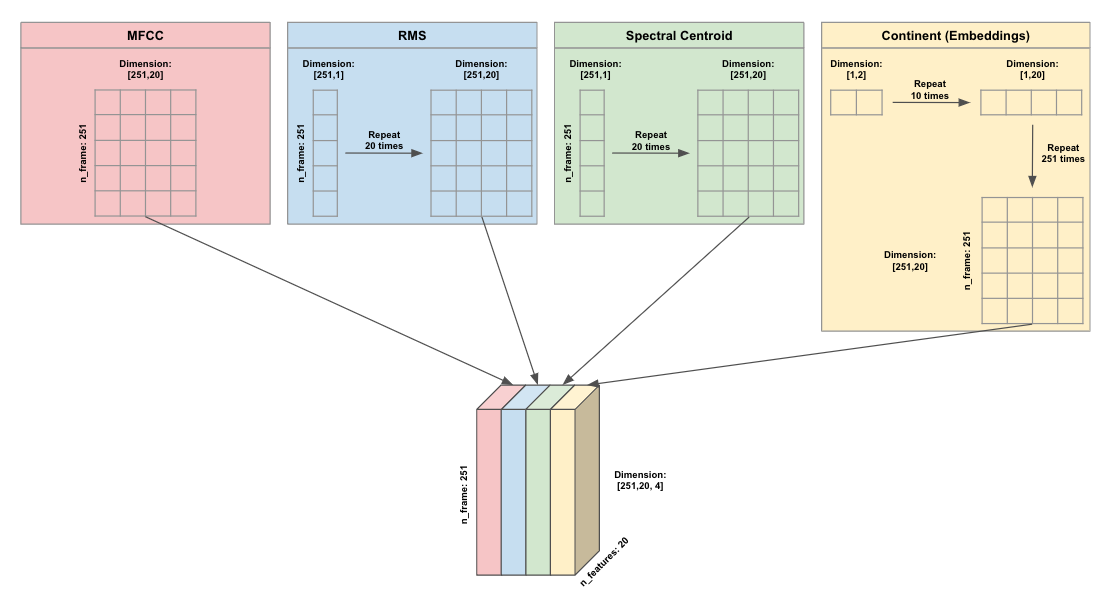 MFCC
Dimension:
[251,20]
n_frame: 251
RMS
Dimension:
[251,1]
n_frame: 251
Repeat
20 times
Dimension:
[251,20]
Spectral Centroid
Dimension:
[251,1]
n_frame: 251
Repeat
20 times
Dimension:
[251,20]
Continent (Embeddings)
Dimension:
[1,2]
Repeat
10 times
Dimension:
[1,20]
Repeat
251 times
Dimension:
[251,20]
n_frame: 251
n_frame: 251
Dimension:
[251,20, 4]
n_features: 20